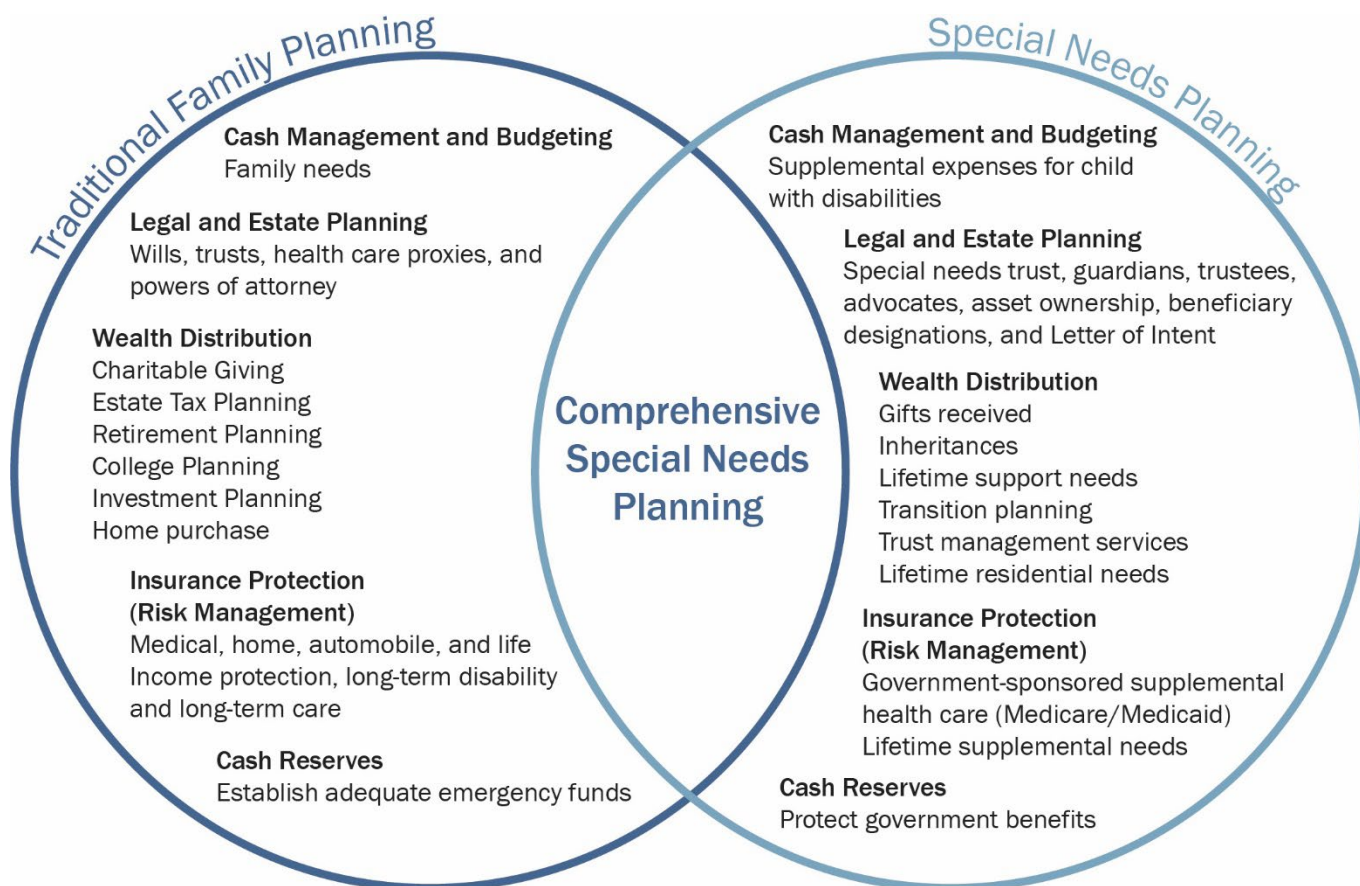 Traditional Family Planning
Cash Management and Budgeting
Family needs
Legal and Estate Planning
Wills, trusts, health care proxies, and
powers of attorney
Wealth Distribution
Charitable Giving
Estate Tax Planning
Retirement Planning
College Planning
Investment Planning
Home purchase
Insurance Protection
(Risk Management)
Medical, home, automobile, and life
Income protection, long-term disability
and long-term care
Cash Reserves
Establish adequate emergency funds
Comprehensive
Special Needs
Planning
Special Needs Planning
Cash Management and Budgeting
Supplemental expenses for child
with disabilities
Legal and Estate Planning
Special needs trust, guardians, trustees,
advocates, asset ownership, beneficiary
designations, and Letter of Intent
Wealth Distribution
Gifts received
Inheritances
Lifetime support needs
Transition planning
Trust management services
Lifetime residential needs
Insurance Protection
(Risk Management)
Government-sponsored supplemental
health care (Medicare/Medicaid)
Lifetime supplemental needs
Cash Reserves
Protect government benefits